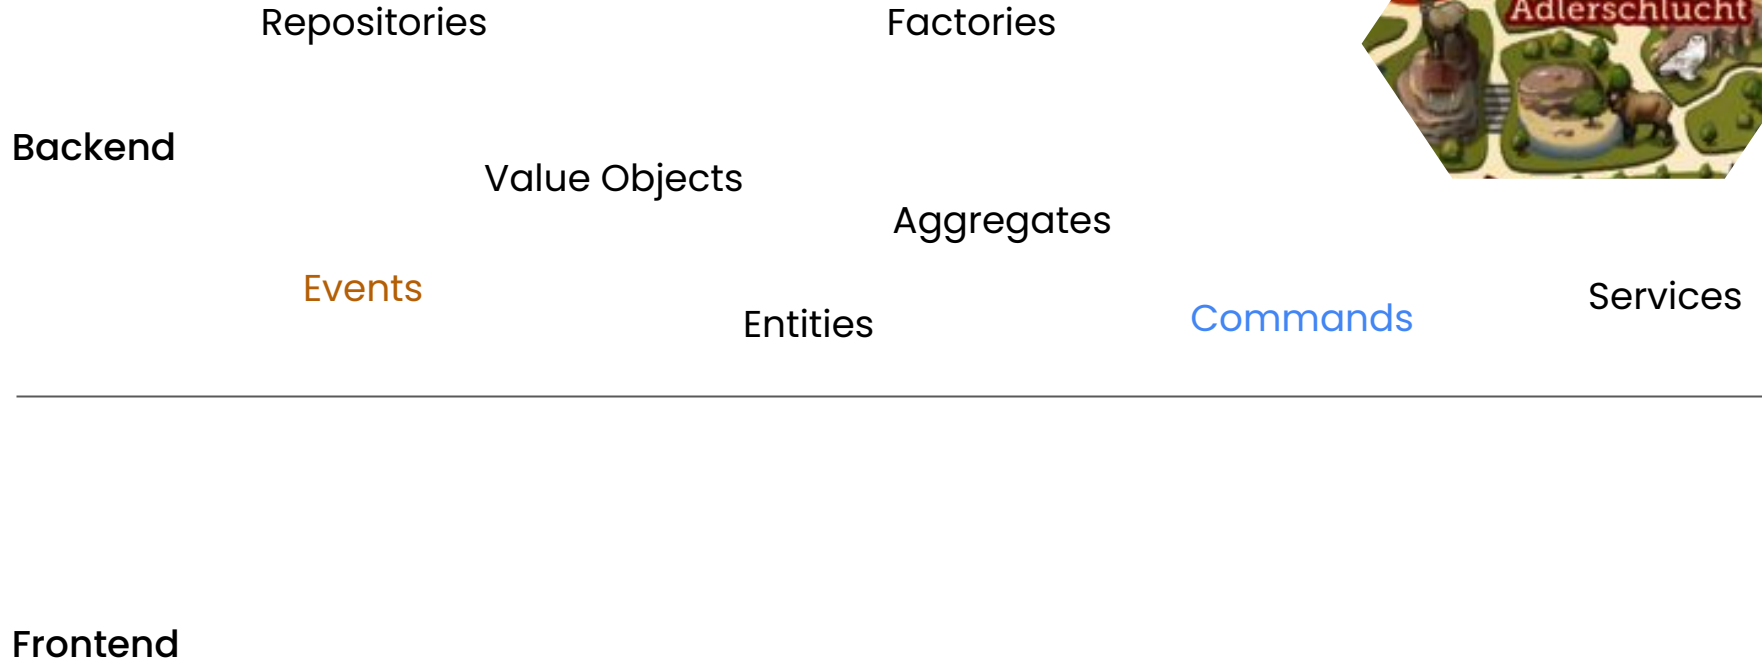 Repositories
Factories
Adlerschlucht
Backend
Value Objects
Aggregates
Events
Entities
Commands
Services
Frontend